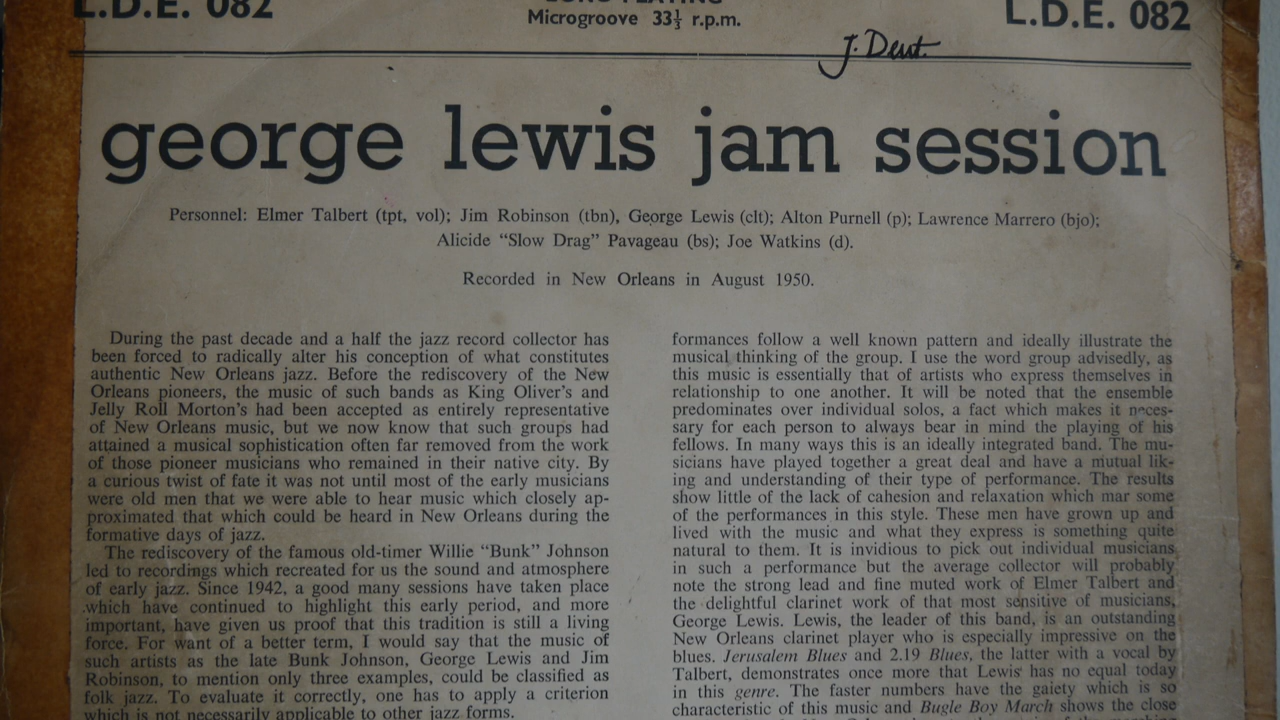 L.D.E. 082
LONG PLAYING
Microgroove 33⅓ r.p.m.
L.D.E. 082
J. Dent.
george lewis jam session
Personnel: Elmer Talbert (tpt, vol); Jim Robinson (tbn), George Lewis (clt); Alton Purnell (p); Lawrence Marrero (bjo);
Alicide “Slow Drag” Pavageau (bs); Joe Watkins (d).
Recorded in New Orleans in August 1950.
During the past decade and a half the jazz record collector has
been forced to radically alter his conception of what constitutes
authentic New Orleans jazz. Before the rediscovery of the New
Orleans pioneers, the music of such bands as King Oliver’s and
Jelly Roll Morton’s had been accepted as entirely representative
of New Orleans music, but we now know that such groups had
attained a musical sophistication often far removed from the work
of those pioneer musicians who remained in their native city. By
a curious twist of fate it was not until most of the early musicians
were old men that we were able to hear music which closely ap-
proximated that which could be heard in New Orleans during the
formative days of jazz.
The rediscovery of the famous old-timer Willie “Bunk” Johnson
led to recordings which recreated for us the sound and atmosphere
of early jazz. Since 1942, a good many sessions have taken place
which have continued to highlight this early period, and more
important, have given us proof that this tradition is still a living
force. For want of a better term, I would say that the music of
such artists as the late Bunk Johnson, George Lewis and Jim
Robinson, to mention only three examples, could be classified as
folk jazz. To evaluate it correctly, one has to apply a criterion
which is not necessarily applicable to other jazz forms.
formances follow a well known pattern and ideally illustrate the
musical thinking of the group. I use the word group advisedly, as
this music is essentially that of artists who express themselves in
relationship to one another. It will be noted that the ensemble
predominates over individual solos, a fact which makes it neces-
sary for each person to always bear in mind the playing of his
fellows. In many ways this is an ideally integrated band. The mu-
sicians have played together a great deal and have a mutual lik-
ing and understanding of their type of performance. The results
show little of the lack of cahesion and relaxation which mar some
of the performances in this style. These men have grown up and
lived with the music and what they express is something quite
natural to them. It is invidious to pick out individual musicians
in such a performance but the average collector will probably
note the strong lead and fine muted work of Elmer Talbert and
the delightful clarinet work of that most sensitive of musicians,
George Lewis. Lewis, the leader of this band, is an outstanding
New Orleans clarinet player who is especially impressive on the
blues. Jerusalem Blues and 2.19 Blues, the latter with a vocal by
Talbert, demonstrates once more that Lewis has no equal today
in this genre. The faster numbers have the gaiety which is so
characteristic of this music and Bugle Boy March shows the close